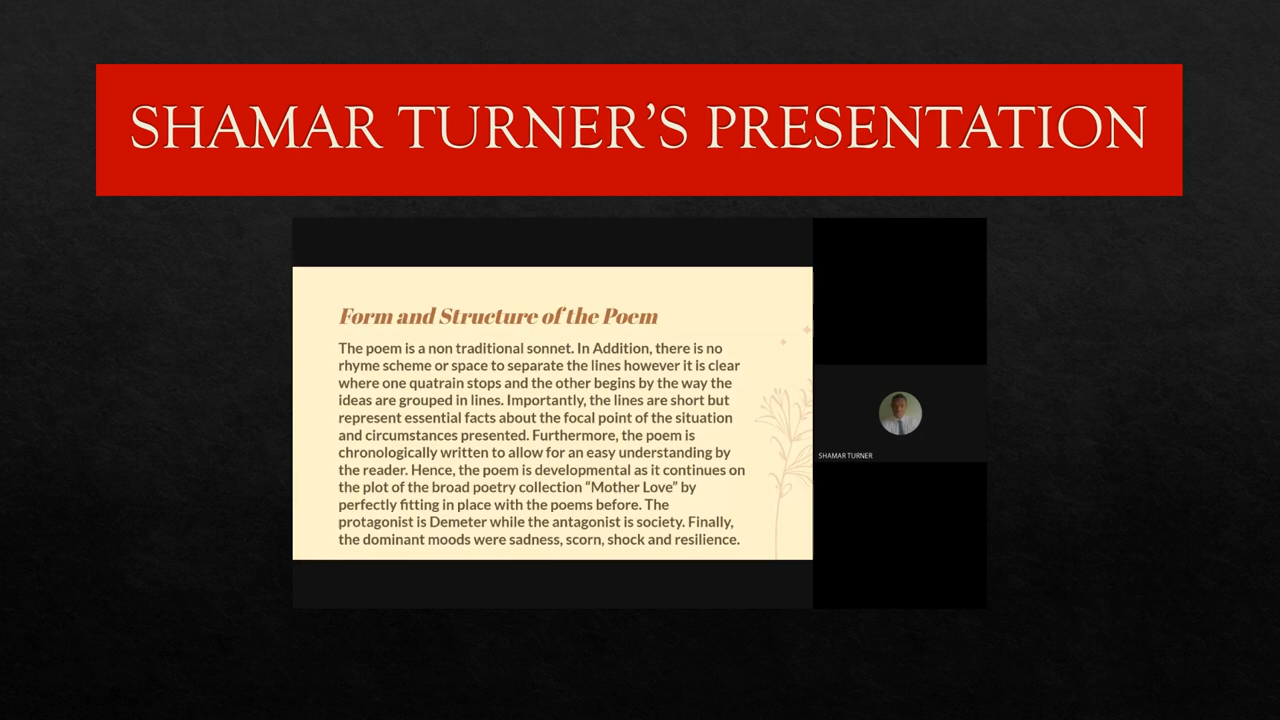 SHAMAR TURNER’S PRESENTATION
Form and Structure of the Poem
The poem is a non traditional sonnet. In Addition, there is no
rhyme scheme or space to separate the lines however it is clear
where one quatrain stops and the other begins by the way the
ideas are grouped in lines. Importantly, the lines are short but
represent essential facts about the focal point of the situation
and circumstances presented. Furthermore, the poem is
chronologically written to allow for an easy understanding by
the reader. Hence, the poem is developmental as it continues on
the plot of the broad poetry collection “Mother Love” by
perfectly fitting in place with the poems before. The
protagonist is Demeter while the antagonist is society. Finally,
the dominant moods were sadness, scorn, shock and resilience.
SHAMAR TURNER